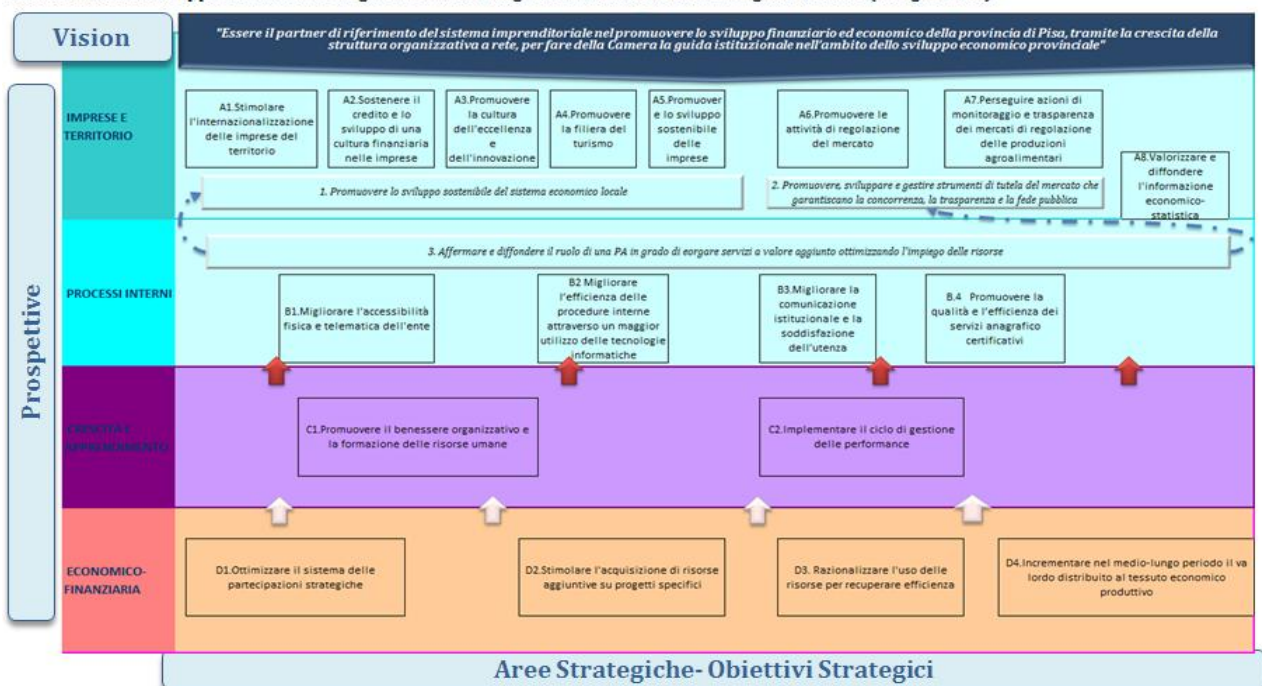 Vision
"Essere il partner di riferimento del sistema imprenditoriale nel promuovere lo sviluppo finanziario ed economico della provincia di Pisa, tramite la crescita della
struttura organizzativa a rete, per fare della Camera la guida istituzionale nell'ambito dello sviluppo economico provinciale"
Prospettive
IMPRESE E
TERRITORIO
A1.Stimolare
l'internazionalizzazione
delle imprese del
territorio
A2.Sostenere il
credito e lo
sviluppo di una
cultura finanziaria
nelle imprese
A3.Promuovere
la cultura
dell'eccellenza
e
dell'innovazione
A4.Promuovere
la filiera del
turismo
A5.Promuover
e lo sviluppo
sostenibile
delle
imprese
A6.Promuovere le
attività di regolazione
del mercato
A7.Perseguire azioni di
monitoraggio e trasparenza
dei mercati di regolazione
delle produzioni
agroalimentari
A8.Valorizzare e
diffondere
l'informazione
economico-
statistica
1. Promuovere lo sviluppo sostenibile del sistema economico locale
2. Promuovere, sviluppare e gestire strumenti di tutela del mercato che
garantiscano la concorrenza, la trasparenza e la fede pubblica
3. Affermare e diffondere il ruolo di una PA in grado di eorgare servizi a valore aggiunto ottimizzando l'impiego delle risorse
PROCESSI INTERNI
B1.Migliorare l'accessibilità
fisica e telematica dell'ente
B2 Migliorare
l'efficienza delle
procedure interne
attraverso un maggior
utilizzo delle tecnologie
informatiche
B3.Migliorare la
comunicazione
istituzionale e la
soddisfazione
dell'utenza
B.4 Promuovere la
qualità e l'efficienza dei
servizi anagrafico
certificativi
CRESCITA E
APPRENDIMENTO
C1.Promuovere il benessere organizzativo e
la formazione delle risorse umane
C2.Implementare il ciclo di gestione
delle performance
ECONOMICO-
FINANZIARIA
D1.Ottimizzare il sistema delle
partecipazioni strategiche
D2.Stimolare l'acquisizione di risorse
aggiuntive su progetti specifici
D3. Razionalizzare l'uso delle
risorse per recuperare efficienza
D4.Incrementare nel medio-lungo periodo il va
lordo distribuito al tessuto economico
produttivo
Aree Strategiche- Obiettivi Strategici